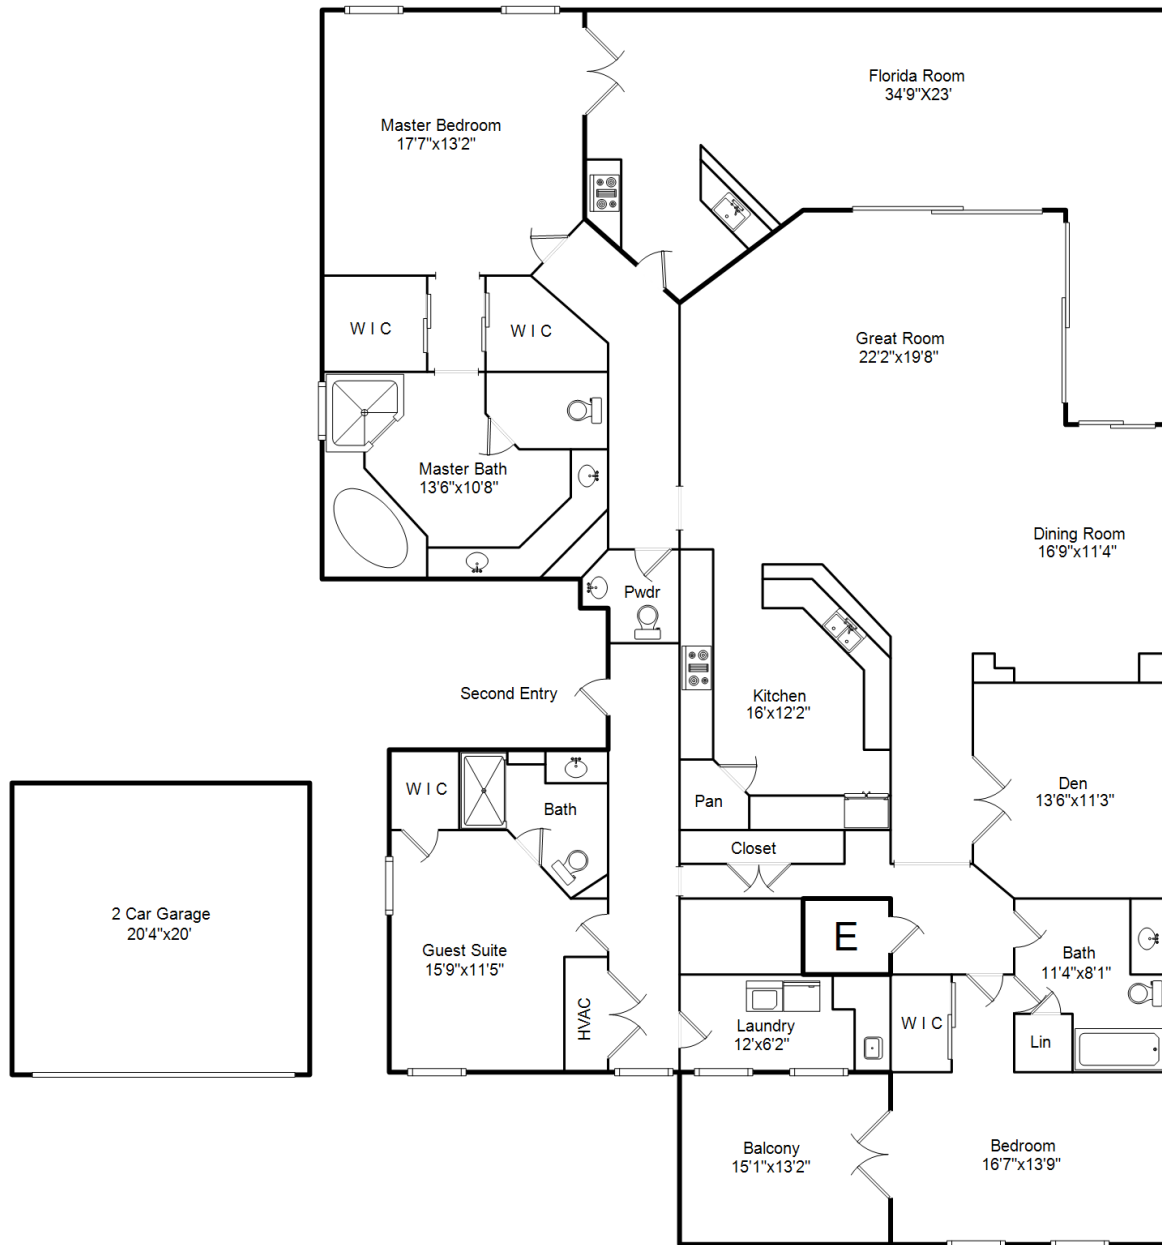 Florida Room
34'9"X23'
Master Bedroom
17'7"x13'2"
W I C
W I C
Great Room
22'2"x19'8"
Master Bath
13'6"x10'8"
Dining Room
16'9"x11'4"
Pwdr
Second Entry
Kitchen
16'x12'2"
W I C
Bath
Pan
Den
13'6"x11'3"
Closet
2 Car Garage
20'4"x20'
Guest Suite
15'9"x11'5"
E
Bath
11'4"x8'1"
HVAC
Laundry
12'x6'2"
W I C
Lin
Balcony
15'1"x13'2"
Bedroom
16'7"x13'9"